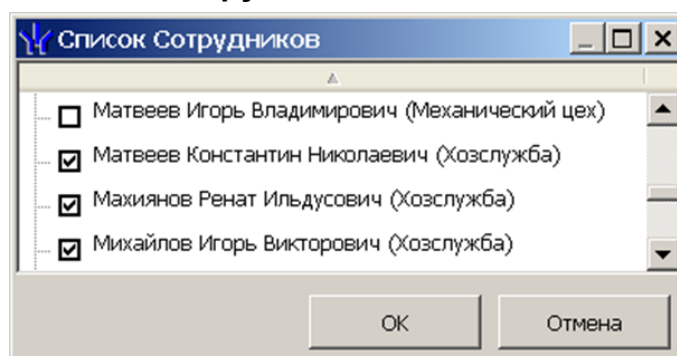 Список Сотрудников
Матвеев Игорь Владимирович (Механический цех)
Матвеев Константин Николаевич (Хозслужба)
Махиянов Ренат Ильдусович (Хозслужба)
Михайлов Игорь Викторович (Хозслужба)
ОК
Отмена